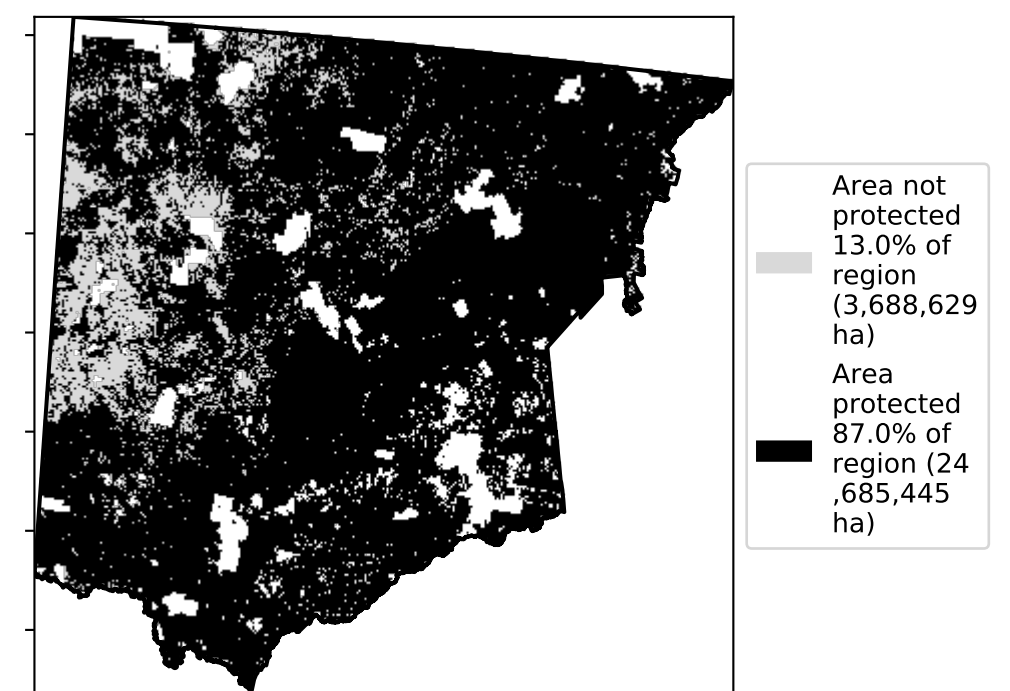 Area not
protected
13.0% of
region
(3,688,629
ha)
Area
protected
87.0% of
region (24
,685,445
ha)